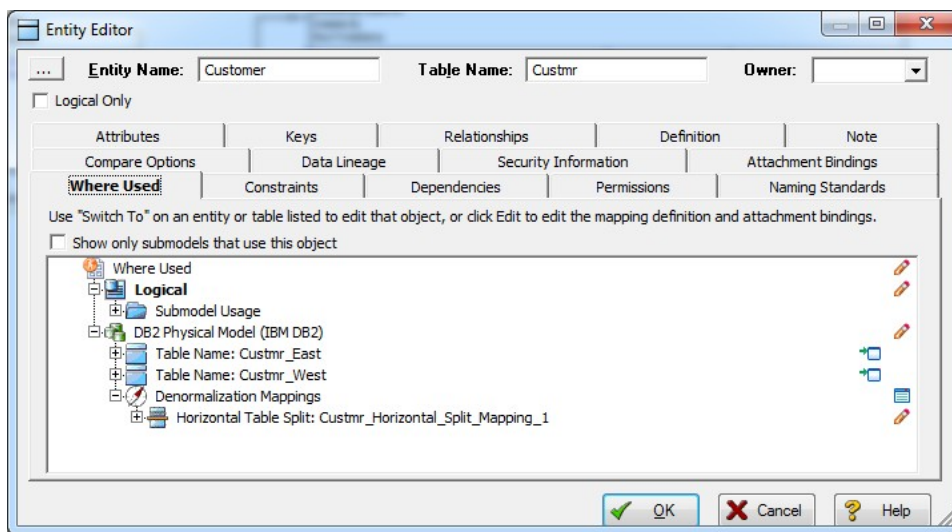 Entity Editor
... Entity Name: Customer Table Name: Custmr Owner:
Logical Only
Attributes Keys Relationships Definition Note
Compare Options Data Lineage Security Information Attachment Bindings
Where Used Constraints Dependencies Permissions Naming Standards
Use "Switch To" on an entity or table listed to edit that object, or click Edit to edit the mapping definition and attachment bindings.
Show only submodels that use this object
Where Used
Logical
Submodel Usage
DB2 Physical Model (IBM DB2)
Table Name: Custmr_East
Table Name: Custmr_West
Denormalization Mappings
Horizontal Table Split: Custmr_Horizontal_Split_Mapping_1
OK Cancel Help